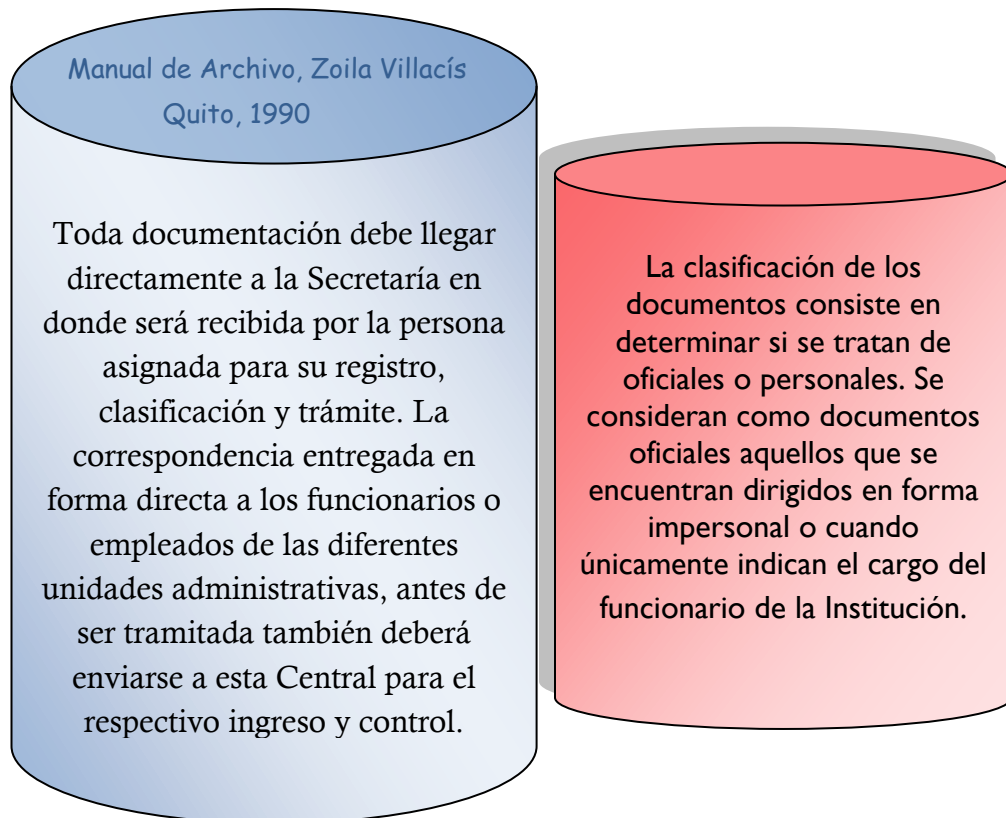 Manual de Archivo, Zoila Villacís
Quito, 1990
Toda documentación debe llegar
directamente a la Secretaría en
donde será recibida por la persona
asignada para su registro,
clasificación y trámite. La
correspondencia entregada en
forma directa a los funcionarios o
empleados de las diferentes
unidades administrativas, antes de
ser tramitada también deberá
enviarse a esta Central para el
respectivo ingreso y control.
La clasificación de los
documentos consiste en
determinar si se tratan de
oficiales o personales. Se
consideran como documentos
oficiales aquellos que se
encuentran dirigidos en forma
impersonal o cuando
únicamente indican el cargo del
funcionario de la Institución.